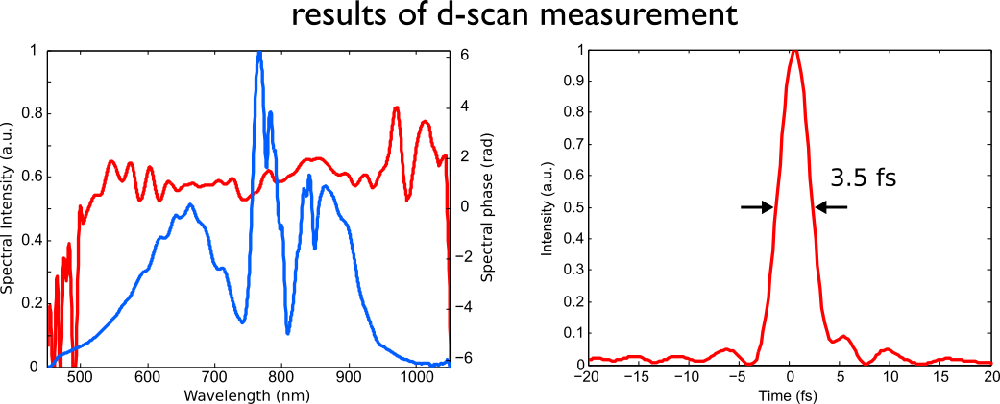 results of d-scan measurement
1
0.8
0.6
0.4
0.2
0
Spectral Intensity (a.u.)
500 600 700 800 900 1000
Wavelength (nm)
6
4
2
0
−2
−4
−6
Spectral phase (rad)
1
0.9
0.8
0.7
0.6
0.5
0.4
0.3
0.2
0.1
0
Intensity (a.u.)
3.5 fs
−20 −15 −10 −5 0 5 10 15 20
Time (fs)